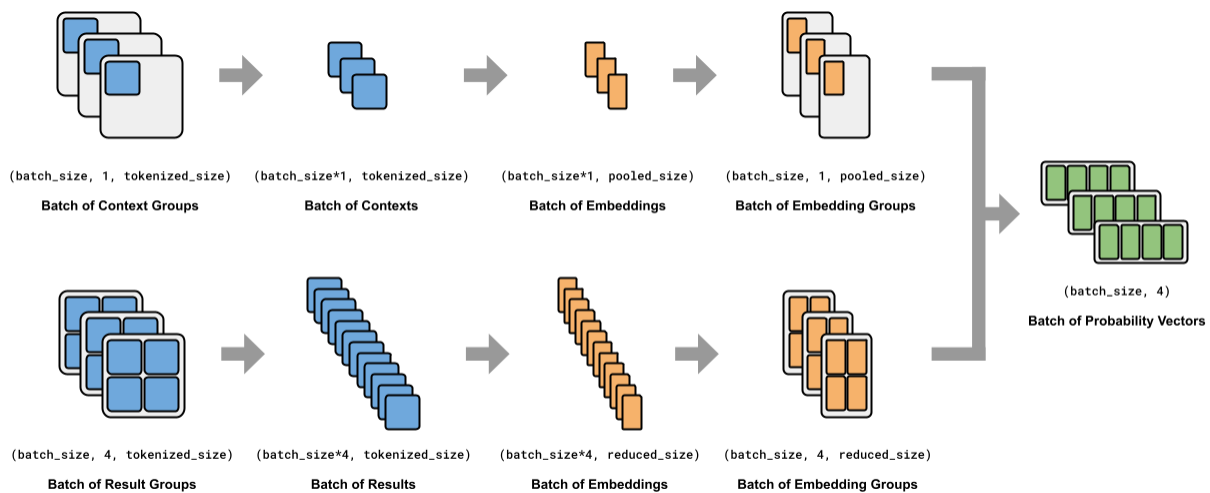 (batch_size, 1, tokenized_size)
Batch of Context Groups
(batch_size*1, tokenized_size)
Batch of Contexts
(batch_size*1, pooled_size)
Batch of Embeddings
(batch_size, 1, pooled_size)
Batch of Embedding Groups
(batch_size, 4)
Batch of Probability Vectors
(batch_size, 4, tokenized_size)
Batch of Result Groups
(batch_size*4, tokenized_size)
Batch of Results
(batch_size*4, reduced_size)
Batch of Embeddings
(batch_size, 4, reduced_size)
Batch of Embedding Groups